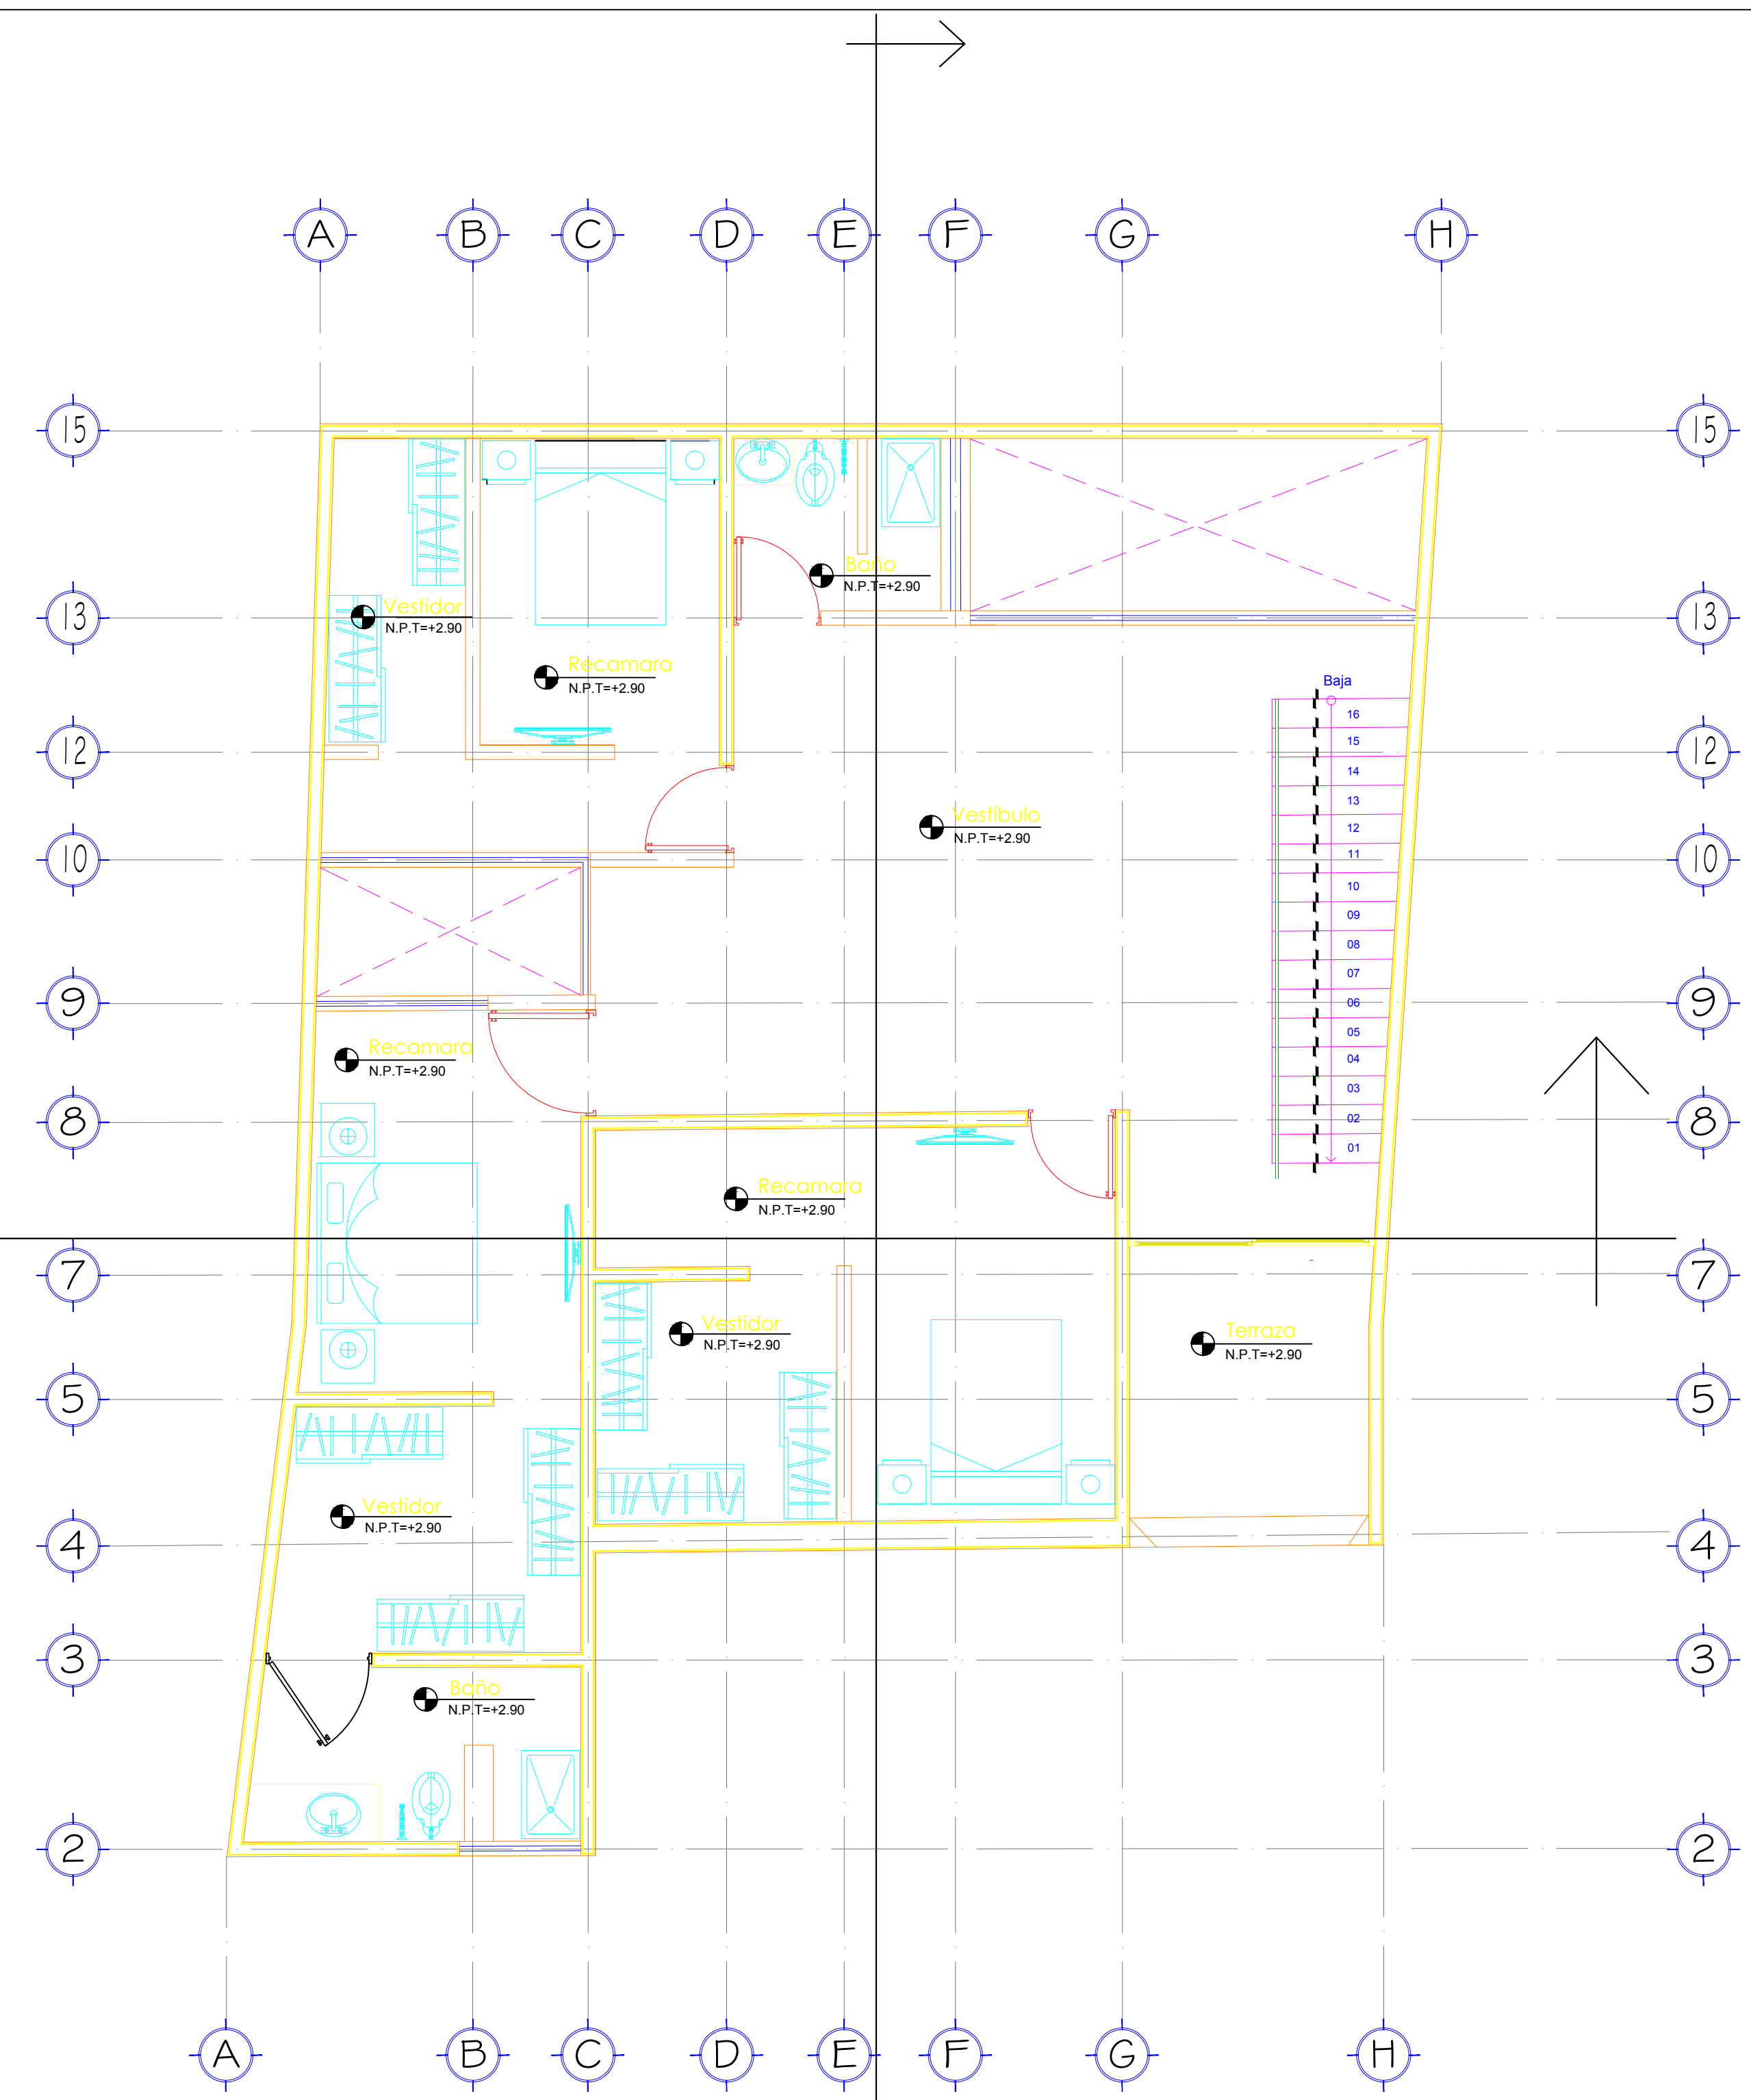 A B C D E F G H
15 15
Baño
N.P.T=+2.90
Vestidor
N.P.T=+2.90
13 13
Recamara
N.P.T=+2.90
Baja
16
15
12 12
14
13
Vestíbulo
N.P.T=+2.90
12
11
10 10
10
09
08
07
9 9
06
05
Recamara
N.P.T=+2.90
04
03
8 8
02
01
Recamara
N.P.T=+2.90
7 7
Vestidor
N.P.T=+2.90
Terraza
N.P.T=+2.90
5 5
Vestidor
N.P.T=+2.90
4 4
3 3
Baño
N.P.T=+2.90
2 2
A B C D E F G H